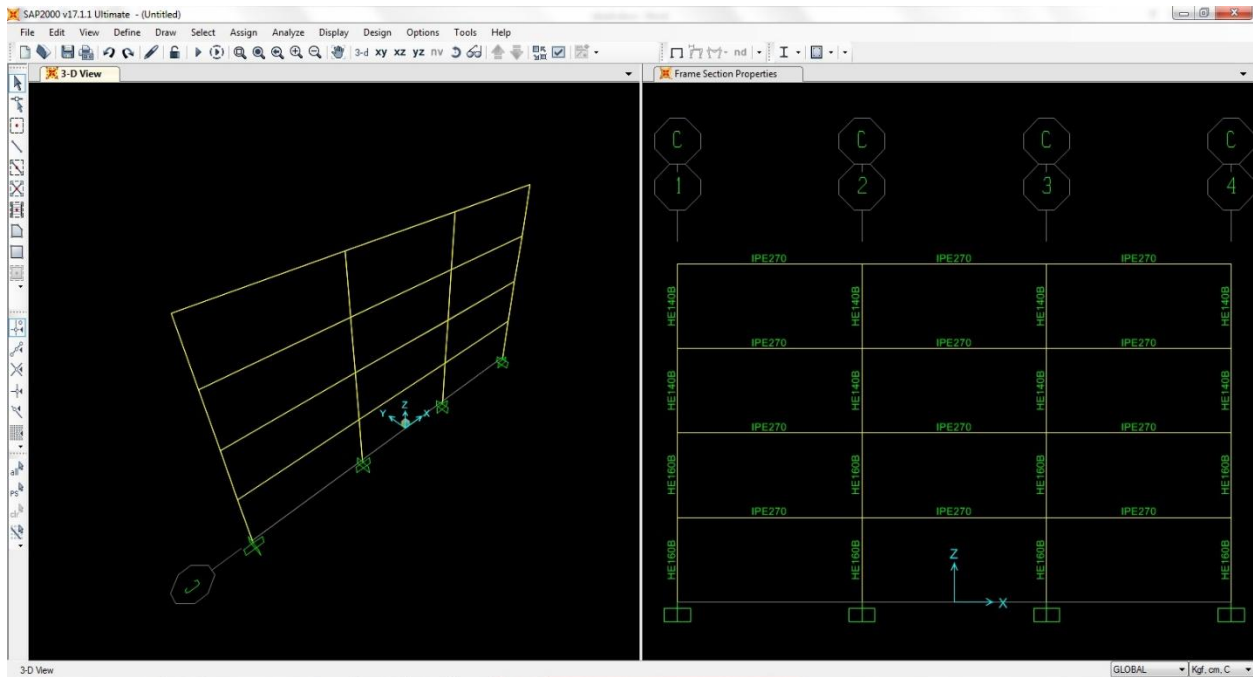 SAP2000 v17.1.1 Ultimate - (Untitled)
File Edit View Define Draw Select Assign Analyze Display Design Options Tools Help
3-d xy xz yz nv nd
3-D View
Frame Section Properties
all
PS
clr
C C C C
1 2 3 4
IPE270 IPE270 IPE270
HE140B HE140B HE140B HE140B
IPE270 IPE270 IPE270
HE140B HE140B HE140B HE140B
IPE270 IPE270 IPE270
HE160B HE160B HE160B HE160B
IPE270 IPE270 IPE270
HE160B HE160B HE160B HE160B
Z
X
Z
Y X
3-D View
GLOBAL
Kgf, cm, C